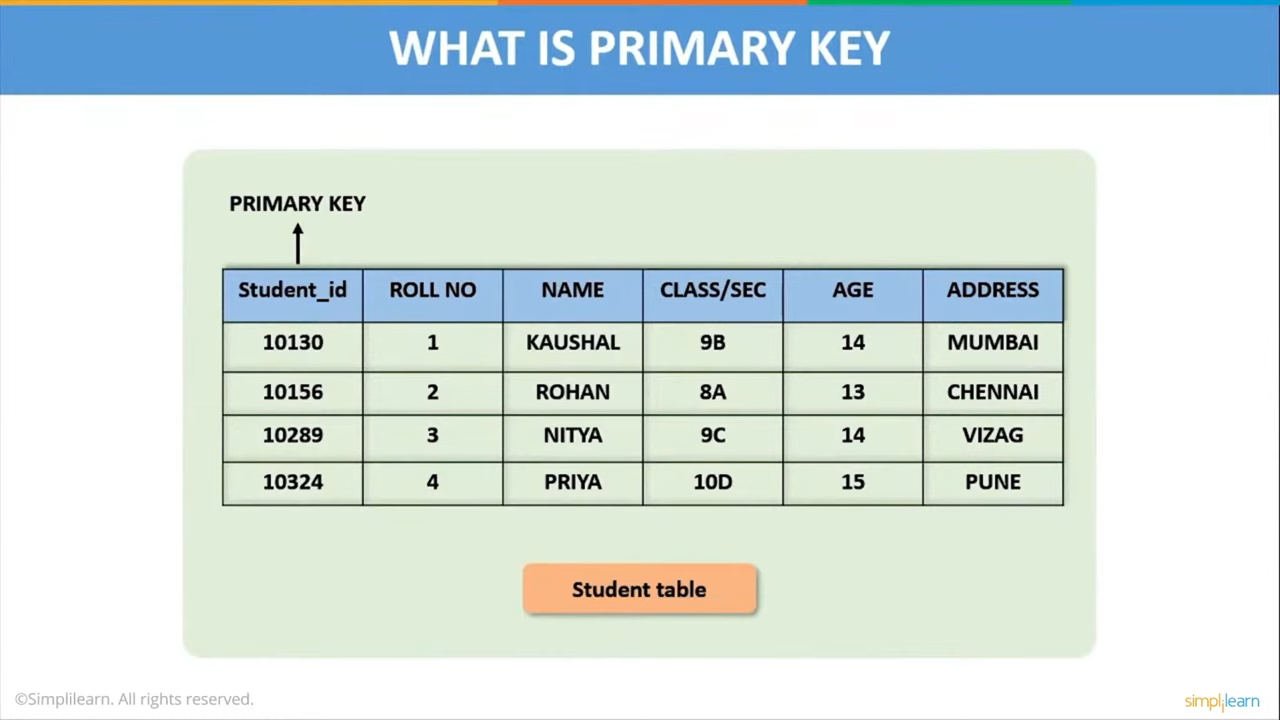 WHAT IS PRIMARY KEY
PRIMARY KEY
Student_id ROLL NO NAME CLASS/SEC AGE ADDRESS
10130 1 KAUSHAL 9B 14 MUMBAI
10156 2 ROHAN 8A 13 CHENNAI
10289 3 NITYA 9C 14 VIZAG
10324 4 PRIYA 10D 15 PUNE
Student table
©Simplilearn. All rights reserved.
simplilearn